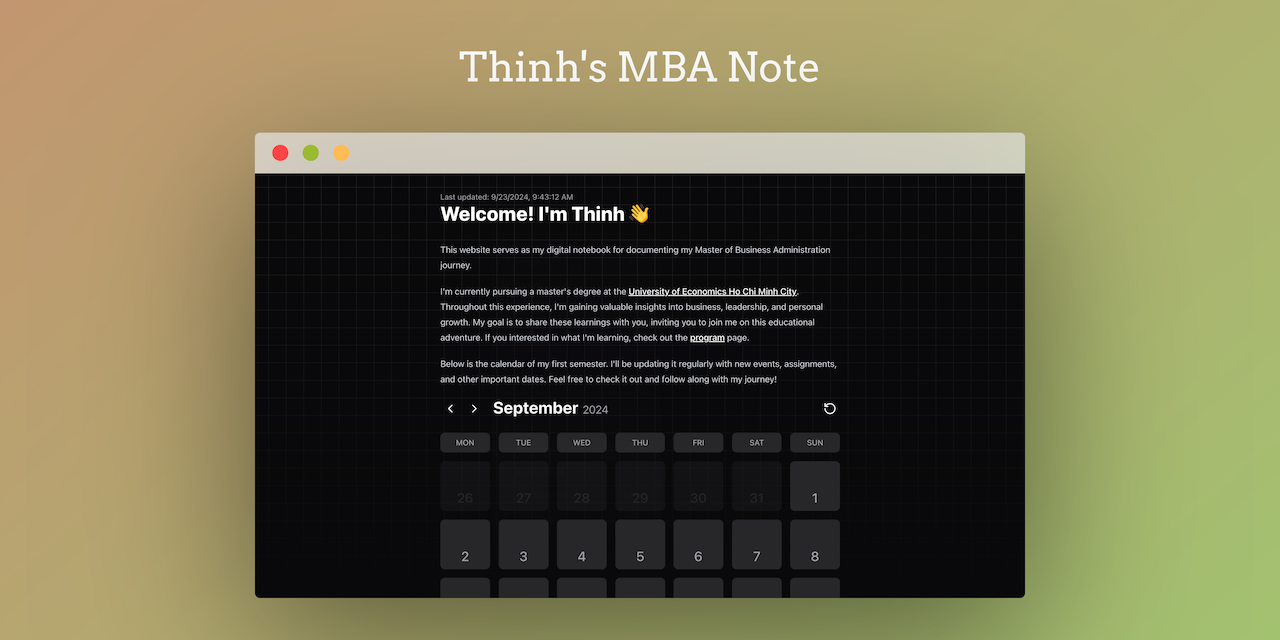 Thinh's MBA Note
Last updated: 9/23/2024, 9:43:12 AM
Welcome! I'm Thinh 👋
This website serves as my digital notebook for documenting my Master of Business Administration
journey.
I'm currently pursuing a master's degree at the University of Economics Ho Chi Minh City.
Throughout this experience, I'm gaining valuable insights into business, leadership, and personal
growth. My goal is to share these learnings with you, inviting you to join me on this educational
adventure. If you interested in what I'm learning, check out the program page.
Below is the calendar of my first semester. I'll be updating it regularly with new events, assignments,
and other important dates. Feel free to check it out and follow along with my journey!
September 2024
MON TUE WED THU FRI SAT SUN
26 27 28 29 30 31 1
2 3 4 5 6 7 8